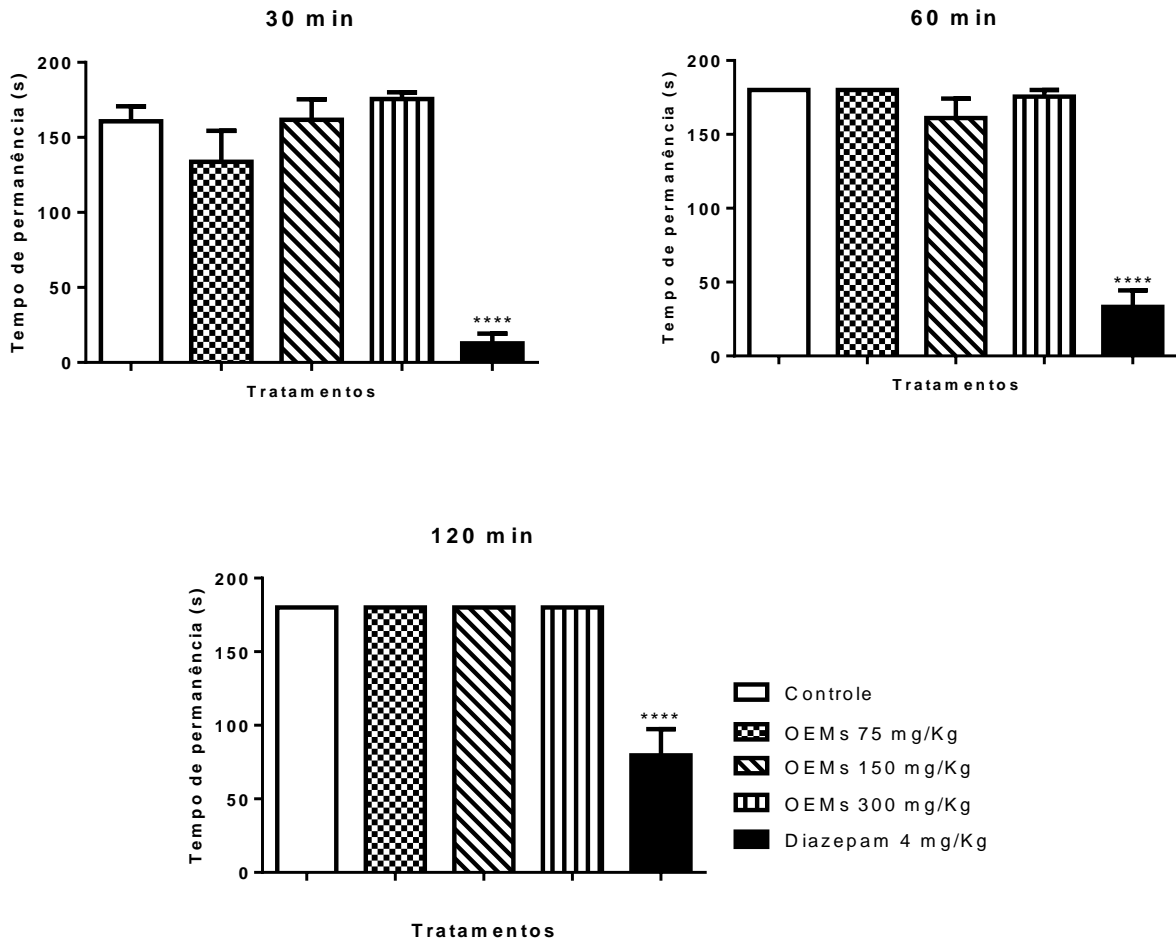 30 min
Tempo de permanência (s)
200
150
100
50
0
****
Tratamentos
60 min
Tempo de permanência (s)
200
150
100
50
0
****
Tratamentos
120 min
Tempo de permanência (s)
200
150
100
50
0
****
Tratamentos
Controle
OEMs 75 mg/Kg
OEMs 150 mg/Kg
OEMs 300 mg/Kg
Diazepam 4 mg/Kg